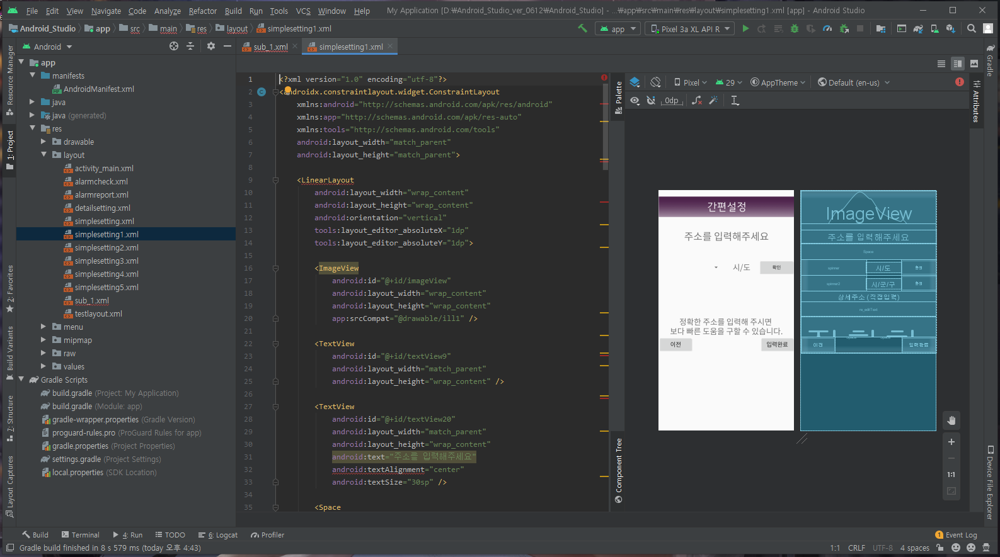 File Edit View Navigate Code Analyze Refactor Build Run Tools VCS Window Help My Application [D:₩Android_Studio_ver_0612₩Android_Studio] - ...₩app₩src₩main₩res₩layout₩simplesetting1.xml [app] - Android Studio
Android_Studio app src main res layout simplesetting1.xml app Pixel 3a XL API R
Android sub_1.xml simplesetting1.xml
Resource Manager
1: Project
2: Favorites
Build Variants
7: Structure
Layout Captures
app
manifests
AndroidManifest.xml
java
java (generated)
res
drawable
layout
activity_main.xml
alarmcheck.xml
alarmreport.xml
detailsetting.xml
simplesetting.xml
simplesetting1.xml
simplesetting2.xml
simplesetting3.xml
simplesetting4.xml
simplesetting5.xml
sub_1.xml
testlayout.xml
menu
mipmap
raw
values
Gradle Scripts
build.gradle (Project: My Application)
build.gradle (Module: app)
gradle-wrapper.properties (Gradle Version)
proguard-rules.pro (ProGuard Rules for app)
gradle.properties (Project Properties)
settings.gradle (Project Settings)
local.properties (SDK Location)
1 <?xml version="1.0" encoding="utf-8"?>
2 <androidx.constraintlayout.widget.ConstraintLayout
3 xmlns:android="http://schemas.android.com/apk/res/android"
4 xmlns:app="http://schemas.android.com/apk/res-auto"
5 xmlns:tools="http://schemas.android.com/tools"
6 android:layout_width="match_parent"
7 android:layout_height="match_parent">
8
9 <LinearLayout
10 android:layout_width="wrap_content"
11 android:layout_height="wrap_content"
12 android:orientation="vertical"
13 tools:layout_editor_absoluteX="1dp"
14 tools:layout_editor_absoluteY="1dp">
15
16 <ImageView
17 android:id="@+id/imageView"
18 android:layout_width="wrap_content"
19 android:layout_height="wrap_content"
20 app:srcCompat="@drawable/ill1" />
21
22 <TextView
23 android:id="@+id/textView9"
24 android:layout_width="match_parent"
25 android:layout_height="wrap_content" />
26
27 <TextView
28 android:id="@+id/textView20"
29 android:layout_width="match_parent"
30 android:layout_height="wrap_content"
31 android:text="주소를 입력해주세요"
32 android:textAlignment="center"
33 android:textSize="30sp" />
34
35 <Space
Palette
Component Tree
Pixel 29 AppTheme Default (en-us)
0dp
Attributes
Gradle
Device File Explorer
간편설정
주소를 입력해주세요
시/도 확인
정확한 주소를 입력해 주시면
보다 빠른 도움을 구할 수 있습니다.
이전 입력완료
ImageView
주소를 입력해주세요
Space
spinner 시/도 확인
spinner2 시/군/구 확인
상세주소 (직접입력)
이전 입력완료
1:1
Build Terminal 4: Run TODO 6: Logcat Profiler 1 Event Log
Gradle build finished in 8 s 579 ms (today 오후 4:43) 1:1 CRLF UTF-8 4 spaces